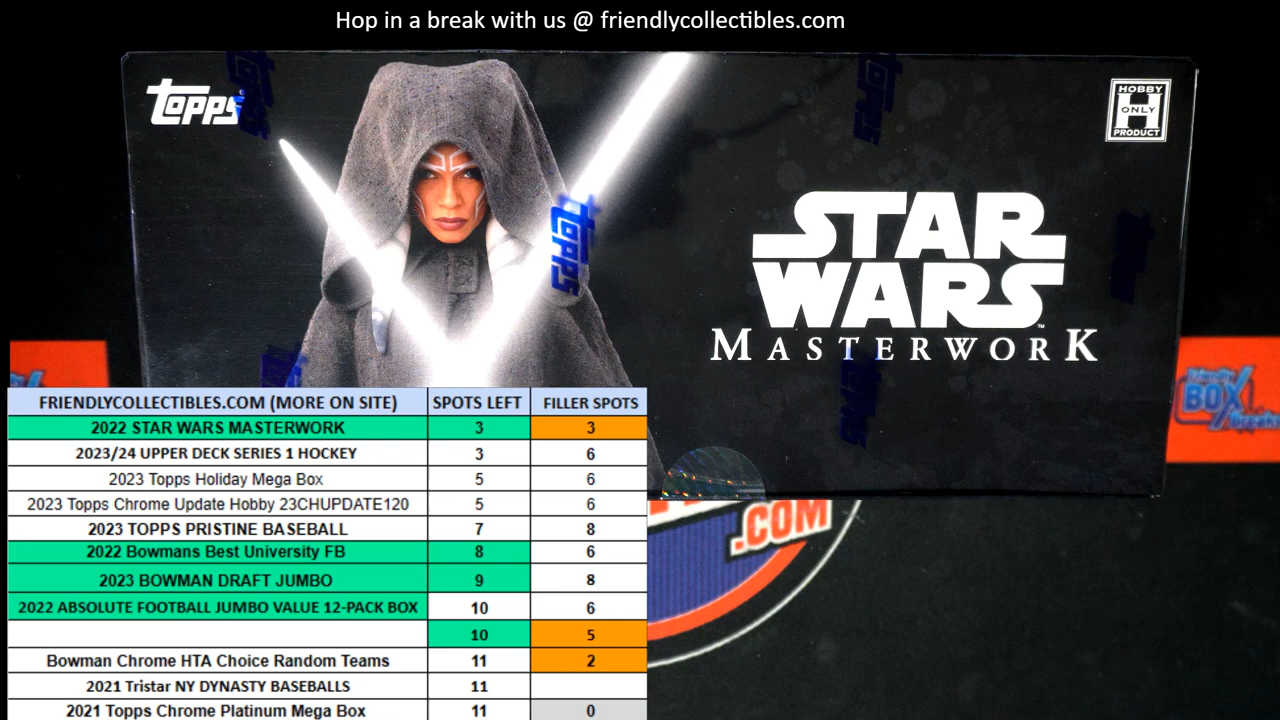 Hop in a break with us @ friendlycollectibles.com
topps
HOBBY
H
ONLY
PRODUCT
topps
STAR
WARS
™
MASTERWORK
Friendly
BOX
Breaks
.COM
FRIENDLYCOLLECTIBLES.COM (MORE ON SITE) SPOTS LEFT FILLER SPOTS
2022 STAR WARS MASTERWORK 3 3
2023/24 UPPER DECK SERIES 1 HOCKEY 3 6
2023 Topps Holiday Mega Box 5 6
2023 Topps Chrome Update Hobby 23CHUPDATE120 5 6
2023 TOPPS PRISTINE BASEBALL 7 8
2022 Bowmans Best University FB 8 6
2023 BOWMAN DRAFT JUMBO 9 8
2022 ABSOLUTE FOOTBALL JUMBO VALUE 12-PACK BOX 10 6
10 5
Bowman Chrome HTA Choice Random Teams 11 2
2021 Tristar NY DYNASTY BASEBALLS 11
2021 Topps Chrome Platinum Mega Box 11 0